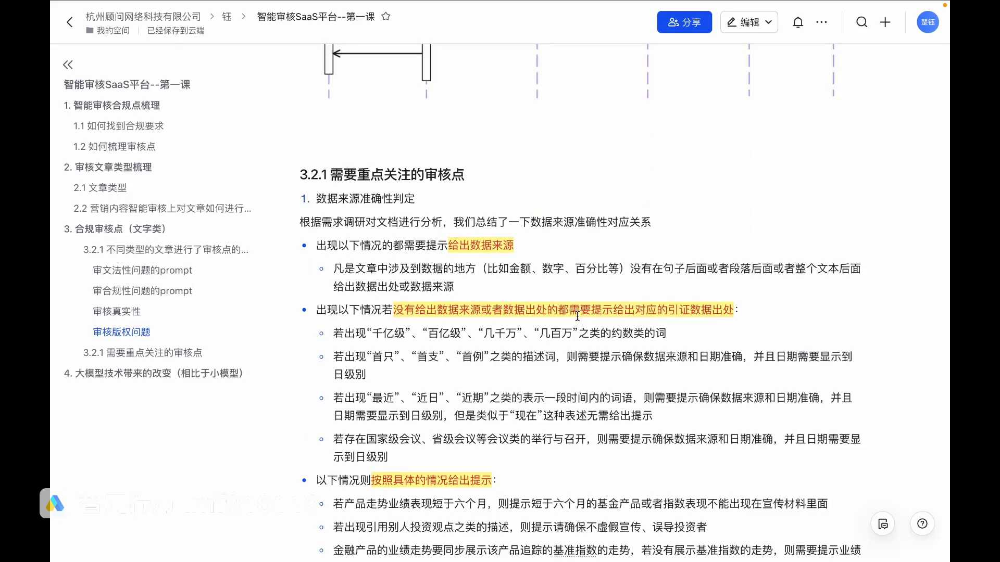 杭州顾问网络科技有限公司 > 钰 > 智能审核SaaS平台--第一课
我的空间 | 已经保存到云端
分享
编辑
楚钰
智能审核SaaS平台--第一课
1. 智能审核合规点梳理
1.1 如何找到合规要求
1.2 如何梳理审核点
2. 审核文章类型梳理
2.1 文章类型
2.2 营销内容智能审核上对文章如何进行...
3. 合规审核点（文字类）
3.2.1 不同类型的文章进行了审核点的...
审文法性问题的prompt
审合规性问题的prompt
审核真实性
审核版权问题
3.2.1 需要重点关注的审核点
4. 大模型技术带来的改变（相比于小模型）
3.2.1 需要重点关注的审核点
1. 数据来源准确性判定
根据需求调研对文档进行分析，我们总结了一下数据来源准确性对应关系
• 出现以下情况的都需要提示给出数据来源
◦ 凡是文章中涉及到数据的地方（比如金额、数字、百分比等）没有在句子后面或者段落后面或者整个文本后面
给出数据出处或数据来源
• 出现以下情况若没有给出数据来源或者数据出处的都需要提示给出对应的引证数据出处：
◦ 若出现“千亿级”、“百亿级”、“几千万”、“几百万”之类的约数类的词
◦ 若出现“首只”、“首支”、“首例”之类的描述词，则需要提示确保数据来源和日期准确，并且日期需要显示到
日级别
◦ 若出现“最近”、“近日”、“近期”之类的表示一段时间内的词语，则需要提示确保数据来源和日期准确，并且
日期需要显示到日级别，但是类似于“现在”这种表述无需给出提示
◦ 若存在国家级会议、省级会议等会议类的举行与召开，则需要提示确保数据来源和日期准确，并且日期需要显
示到日级别
• 以下情况则按照具体的情况给出提示：
◦ 若产品走势业绩表现短于六个月，则提示短于六个月的基金产品或者指数表现不能出现在宣传材料里面
◦ 若出现引用别人投资观点之类的描述，则提示请确保不虚假宣传、误导投资者
◦ 金融产品的业绩走势要同步展示该产品追踪的基准指数的走势，若没有展示基准指数的走势，则需要提示业绩